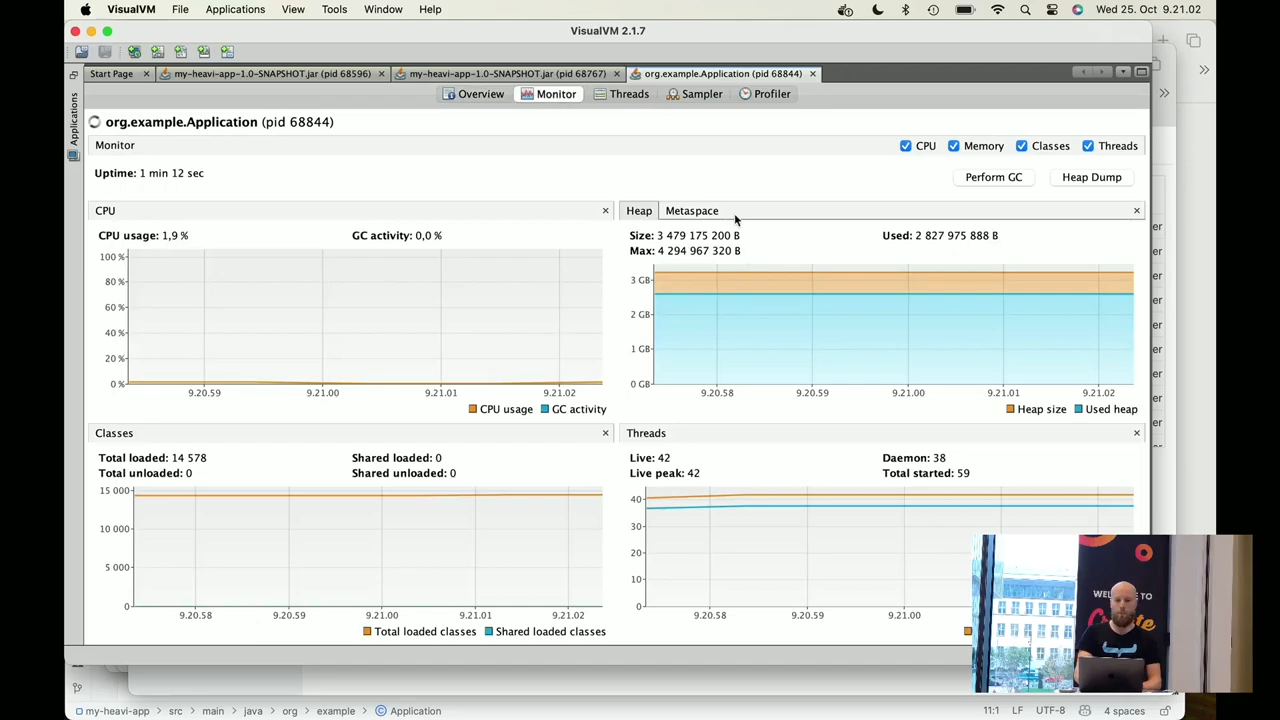 VisualVM File Applications View Tools Window Help Wed 25. Oct 9.21.02
VisualVM 2.1.7
Start Page × my-heavi-app-1.0-SNAPSHOT.jar (pid 68596) × my-heavi-app-1.0-SNAPSHOT.jar (pid 68767) × org.example.Application (pid 68844) ×
Overview Monitor Threads Sampler Profiler
Applications
org.example.Application (pid 68844)
Monitor CPU Memory Classes Threads
Uptime: 1 min 12 sec Perform GC Heap Dump
CPU × Heap Metaspace ×
CPU usage: 1,9 % GC activity: 0,0 %
Size: 3 479 175 200 B Used: 2 827 975 888 B
Max: 4 294 967 320 B
100 %
80 %
60 %
40 %
20 %
0 %
9.20.59 9.21.00 9.21.01 9.21.02
CPU usage GC activity
3 GB
2 GB
1 GB
0 GB
9.20.58 9.20.59 9.21.00 9.21.01 9.21.02
Heap size Used heap
Classes × Threads ×
Total loaded: 14 578 Shared loaded: 0
Total unloaded: 0 Shared unloaded: 0
Live: 42 Daemon: 38
Live peak: 42 Total started: 59
15 000
10 000
5 000
0
9.20.58 9.20.59 9.21.00 9.21.01 9.21.02
Total loaded classes Shared loaded classes
40
30
20
10
0
9.20.58 9.20.59 9.21.00
er
er
er
er
er
er
er
er
er
my-heavi-app src main java org example Application 11:1 LF UTF-8 4 spaces